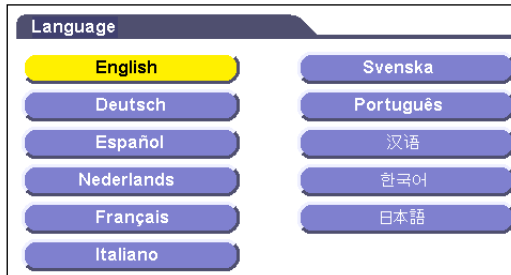 Language
English
Deutsch
Español
Nederlands
Français
Italiano
Svenska
Português
汉语
한국어
日本語